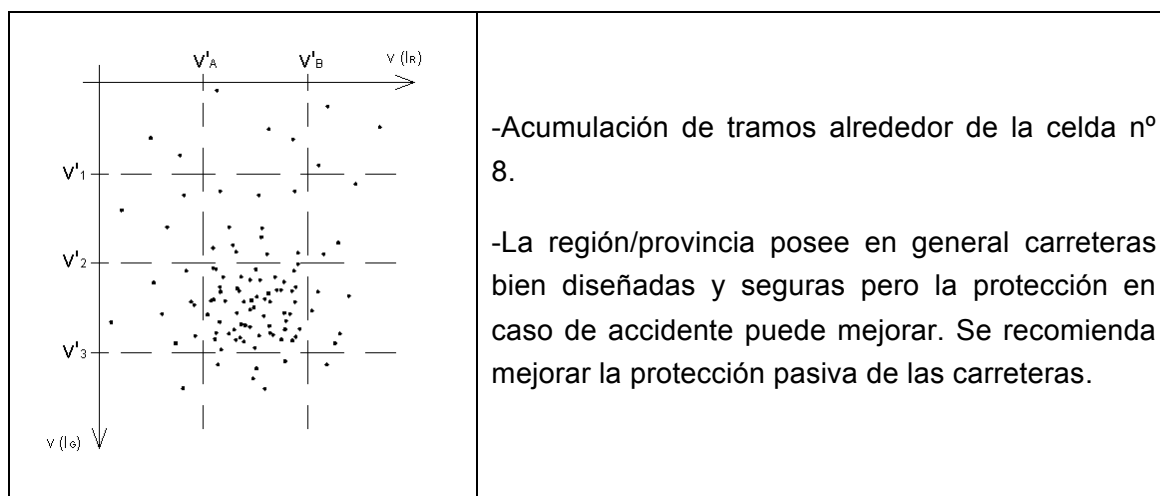 V'A V'B v (IR)
V'1
V'2
V'3
v (IG)
-Acumulación de tramos alrededor de la celda nº
8.
-La región/provincia posee en general carreteras
bien diseñadas y seguras pero la protección en
caso de accidente puede mejorar. Se recomienda
mejorar la protección pasiva de las carreteras.